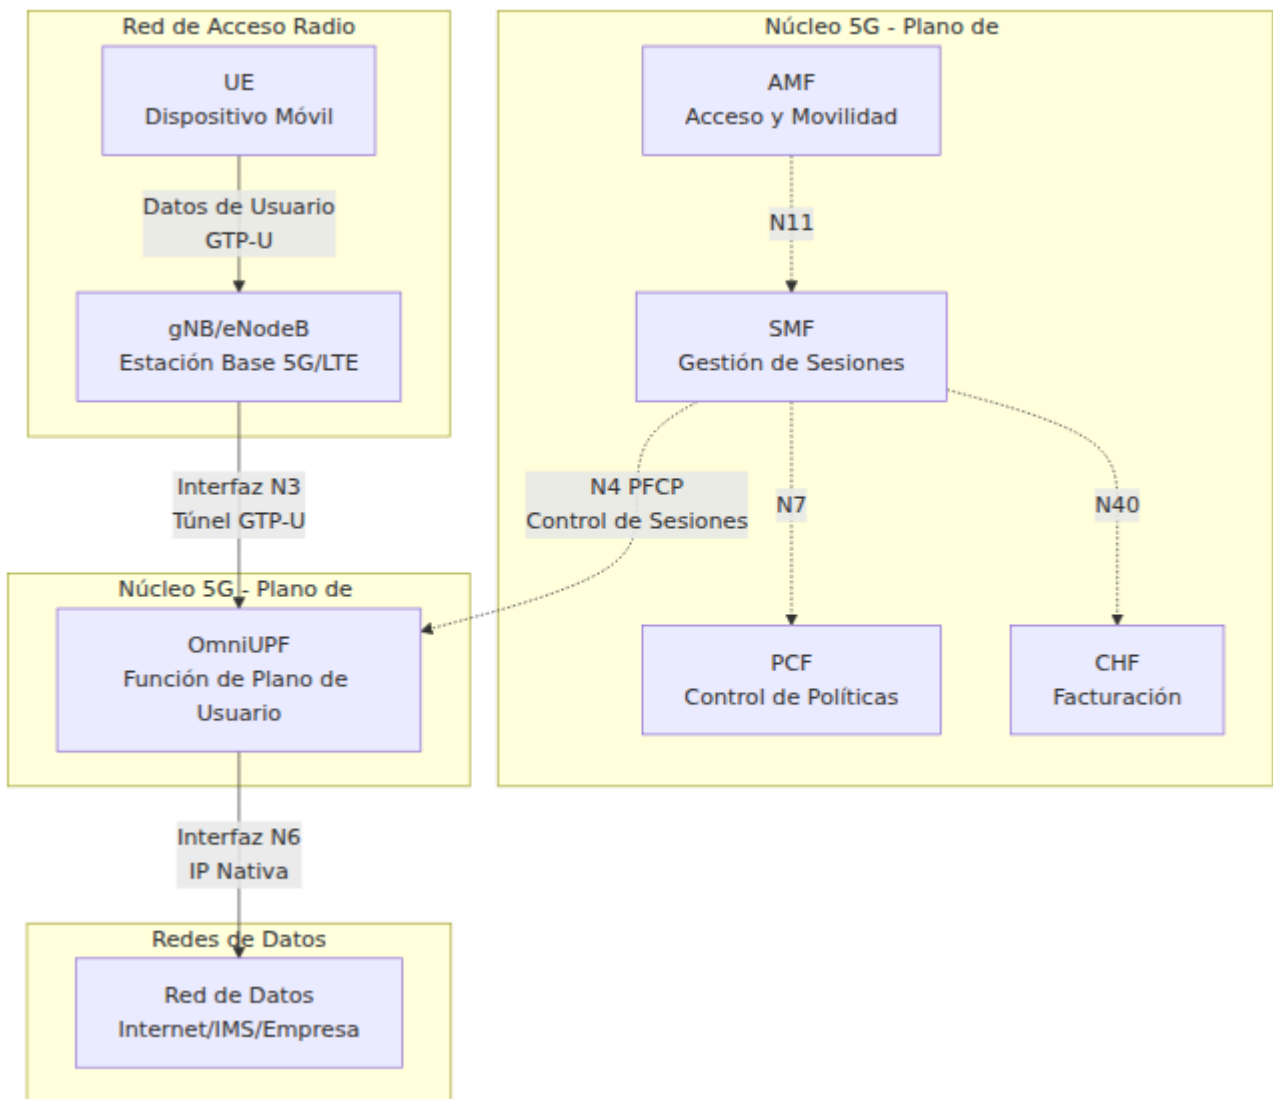 Red de Acceso Radio
UE
Dispositivo Móvil
Datos de Usuario
GTP-U
gNB/eNodeB
Estación Base 5G/LTE
Interfaz N3
Túnel GTP-U
Núcleo 5G - Plano de
OmniUPF
Función de Plano de
Usuario
Interfaz N6
IP Nativa
Redes de Datos
Red de Datos
Internet/IMS/Empresa
Núcleo 5G - Plano de
AMF
Acceso y Movilidad
N11
SMF
Gestión de Sesiones
N4 PFCP
Control de Sesiones
N7
N40
PCF
Control de Políticas
CHF
Facturación